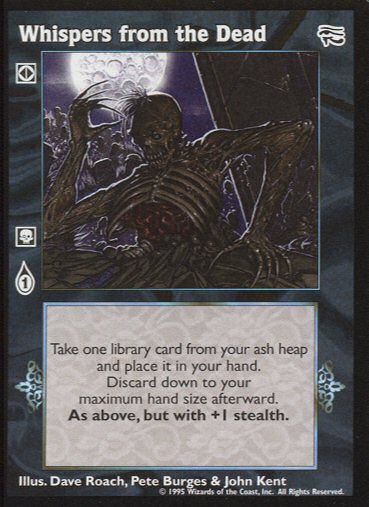 Whispers from the Dead
1
Take one library card from your ash heap
and place it in your hand.
Discard down to your
maximum hand size afterward.
As above, but with +1 stealth.
Illus. Dave Roach, Pete Burges & John Kent
© 1995 Wizards of the Coast, Inc. All Rights Reserved.